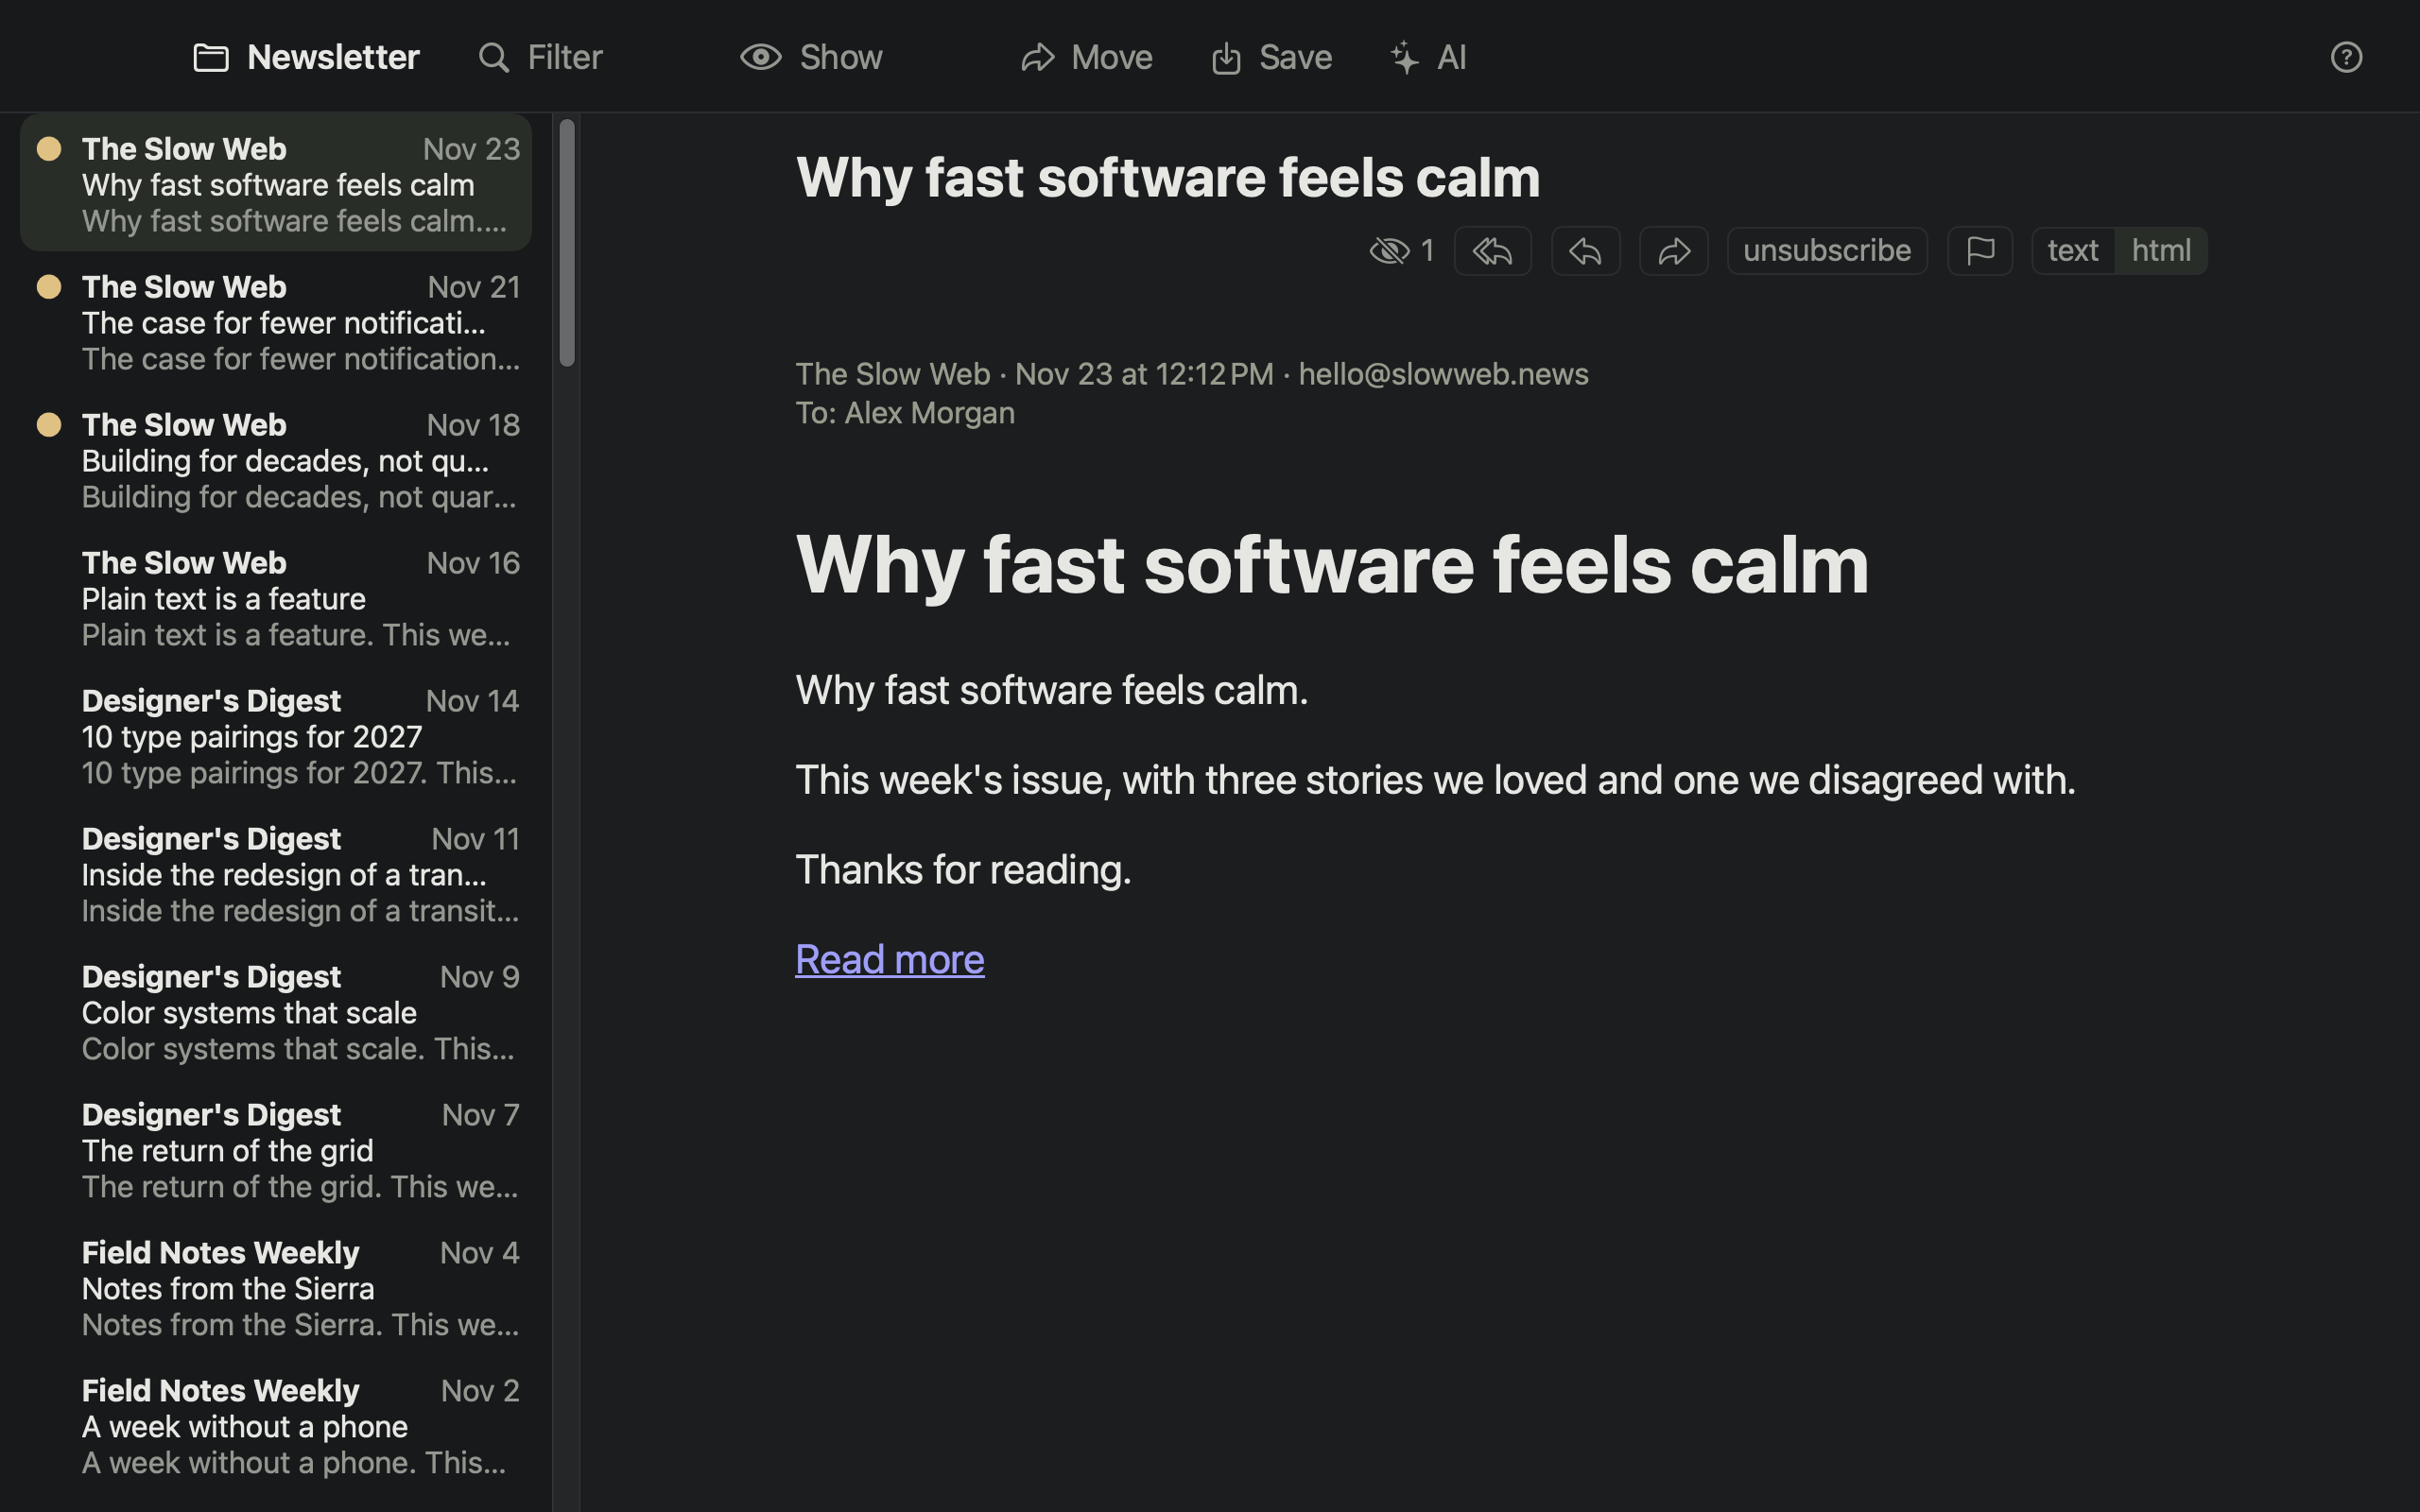 Newsletter Filter Show Move Save AI
The Slow Web Nov 23
Why fast software feels calm
Why fast software feels calm....
The Slow Web Nov 21
The case for fewer notificati...
The case for fewer notification...
The Slow Web Nov 18
Building for decades, not qu...
Building for decades, not quar...
The Slow Web Nov 16
Plain text is a feature
Plain text is a feature. This we...
Designer's Digest Nov 14
10 type pairings for 2027
10 type pairings for 2027. This...
Designer's Digest Nov 11
Inside the redesign of a tran...
Inside the redesign of a transit...
Designer's Digest Nov 9
Color systems that scale
Color systems that scale. This...
Designer's Digest Nov 7
The return of the grid
The return of the grid. This we...
Field Notes Weekly Nov 4
Notes from the Sierra
Notes from the Sierra. This we...
Field Notes Weekly Nov 2
A week without a phone
A week without a phone. This...
Why fast software feels calm
1 unsubscribe text html
The Slow Web · Nov 23 at 12:12 PM · hello@slowweb.news
To: Alex Morgan
Why fast software feels calm
Why fast software feels calm.
This week's issue, with three stories we loved and one we disagreed with.
Thanks for reading.
Read more